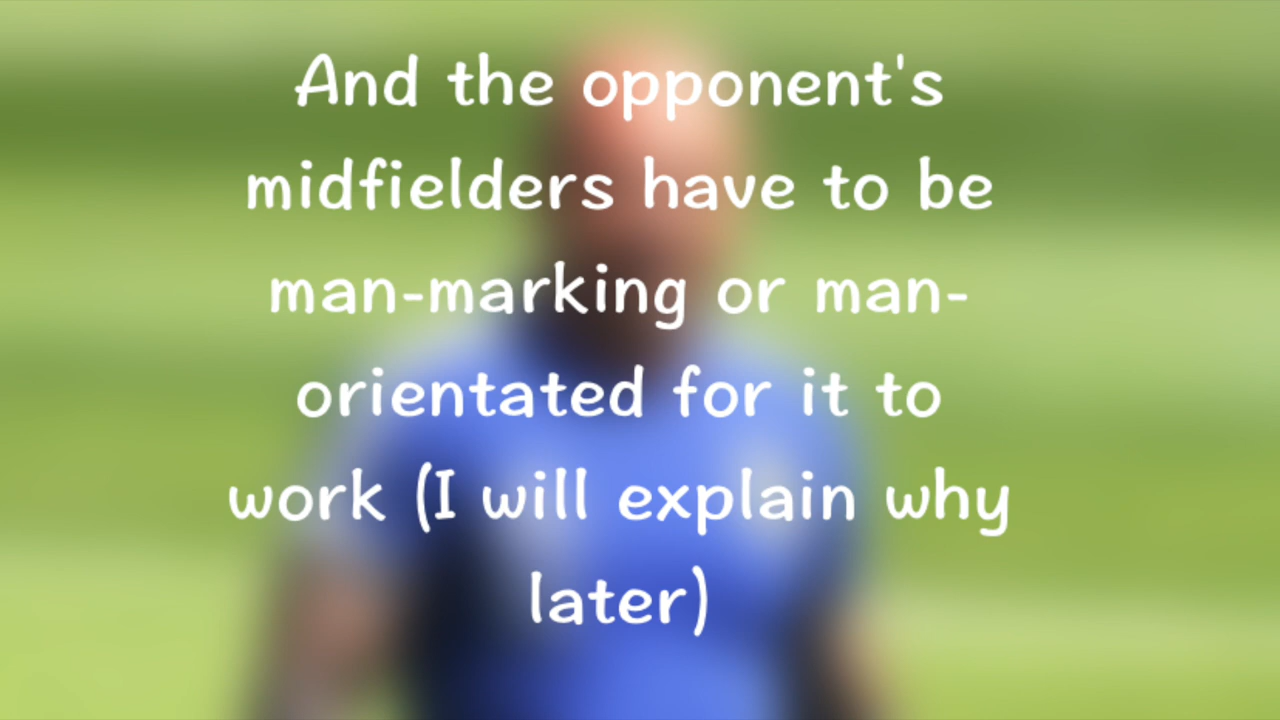 And the opponent's
midfielders have to be
man-marking or man-
orientated for it to
work (I will explain why
later)